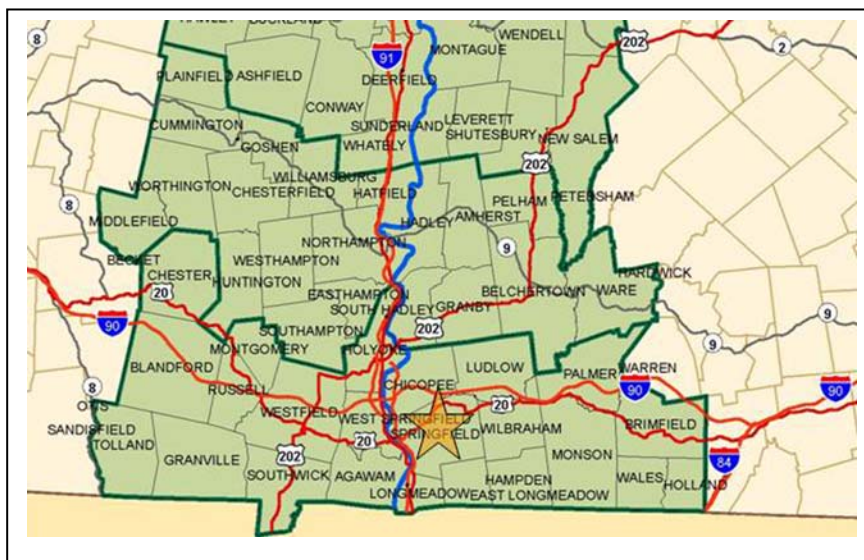 HAWLEY BUCKLAND
WENDELL
8
91
MONTAGUE
202
2
PLAINFIELD ASHFIELD
DEERFIELD
CONWAY
CUMMINGTON
SUNDERLAND
LEVERETT
SHUTESBURY
NEW SALEM
GOSHEN
WHATELY
202
WORTHINGTON
WILLIAMSBURG
CHESTERFIELD
HATFIELD
PELHAM
PETERSHAM
8
MIDDLEFIELD
HADLEY
AMHERST
NORTHAMPTON
9
BECKET
WESTHAMPTON
CHESTER
HUNTINGTON
HARDWICK
20
EASTHAMPTON
BELCHERTOWN
WARE
SOUTH HADLEY
GRANBY
90
SOUTHAMPTON
202
9
MONTGOMERY
HOLYOKE
9
BLANDFORD
LUDLOW
PALMER
WARREN
8
RUSSELL
CHICOPEE
90
90
OTIS
WESTFIELD
WEST SPRINGFIELD
20
BRIMFIELD
SANDISFIELD
SPRINGFIELD
WILBRAHAM
TOLLAND
20
GRANVILLE
202
MONSON
84
SOUTHWICK
AGAWAM
HAMPDEN
WALES
HOLLAND
LONGMEADOW
EAST LONGMEADOW